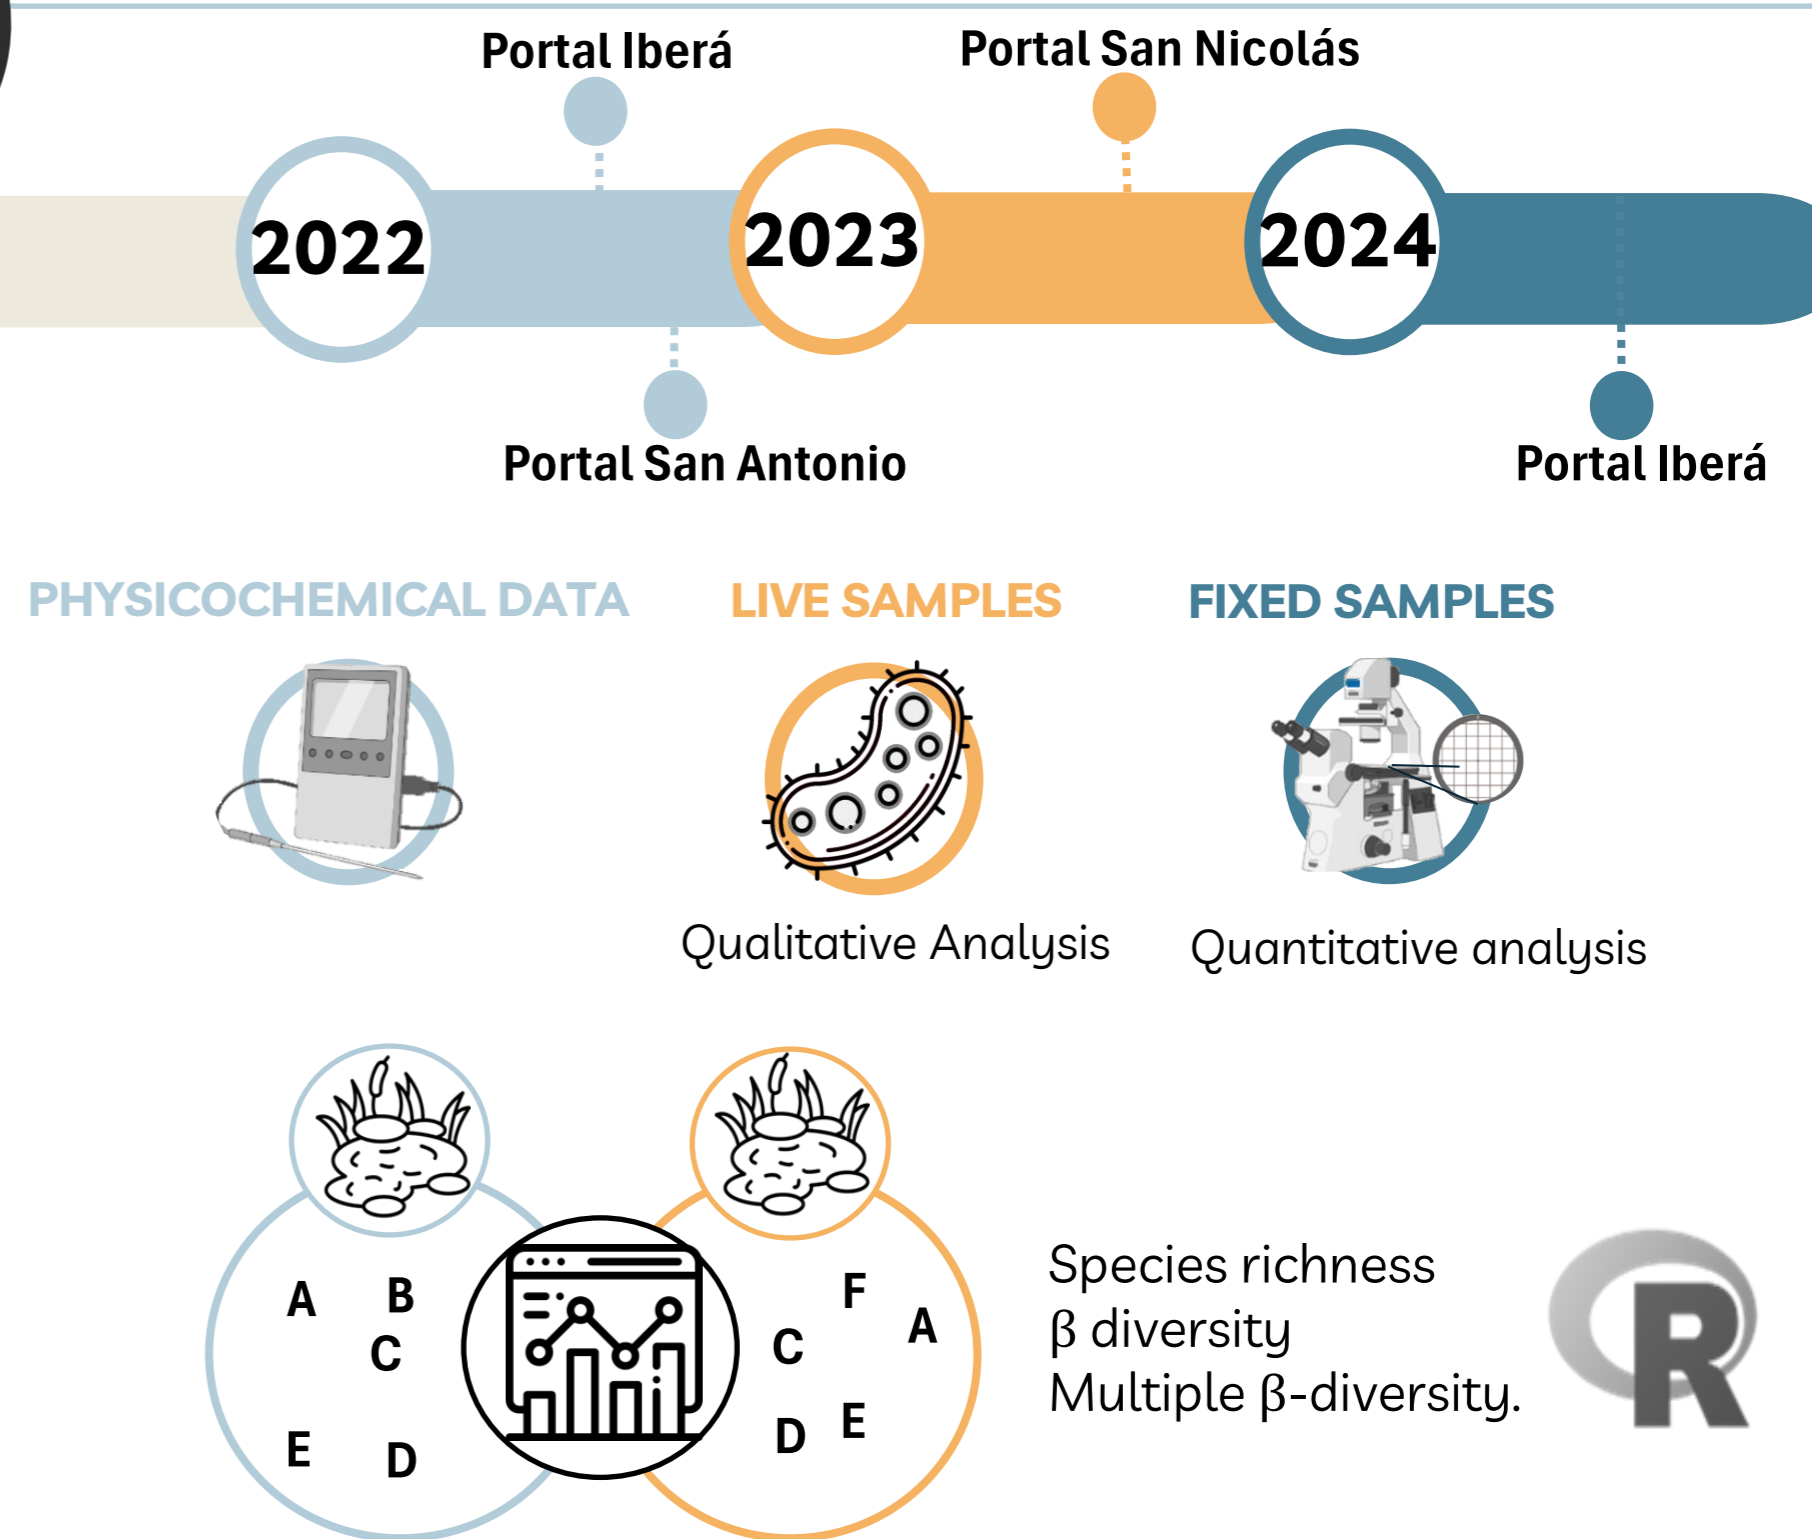 Portal Iberá
Portal San Nicolás
2022
2023
2024
Portal San Antonio
Portal Iberá
PHYSICOCHEMICAL DATA
LIVE SAMPLES
FIXED SAMPLES
Qualitative Analysis
Quantitative analysis
A
B
C
E
D
F
A
C
E
D
Species richness
β diversity
Multiple β-diversity.
R